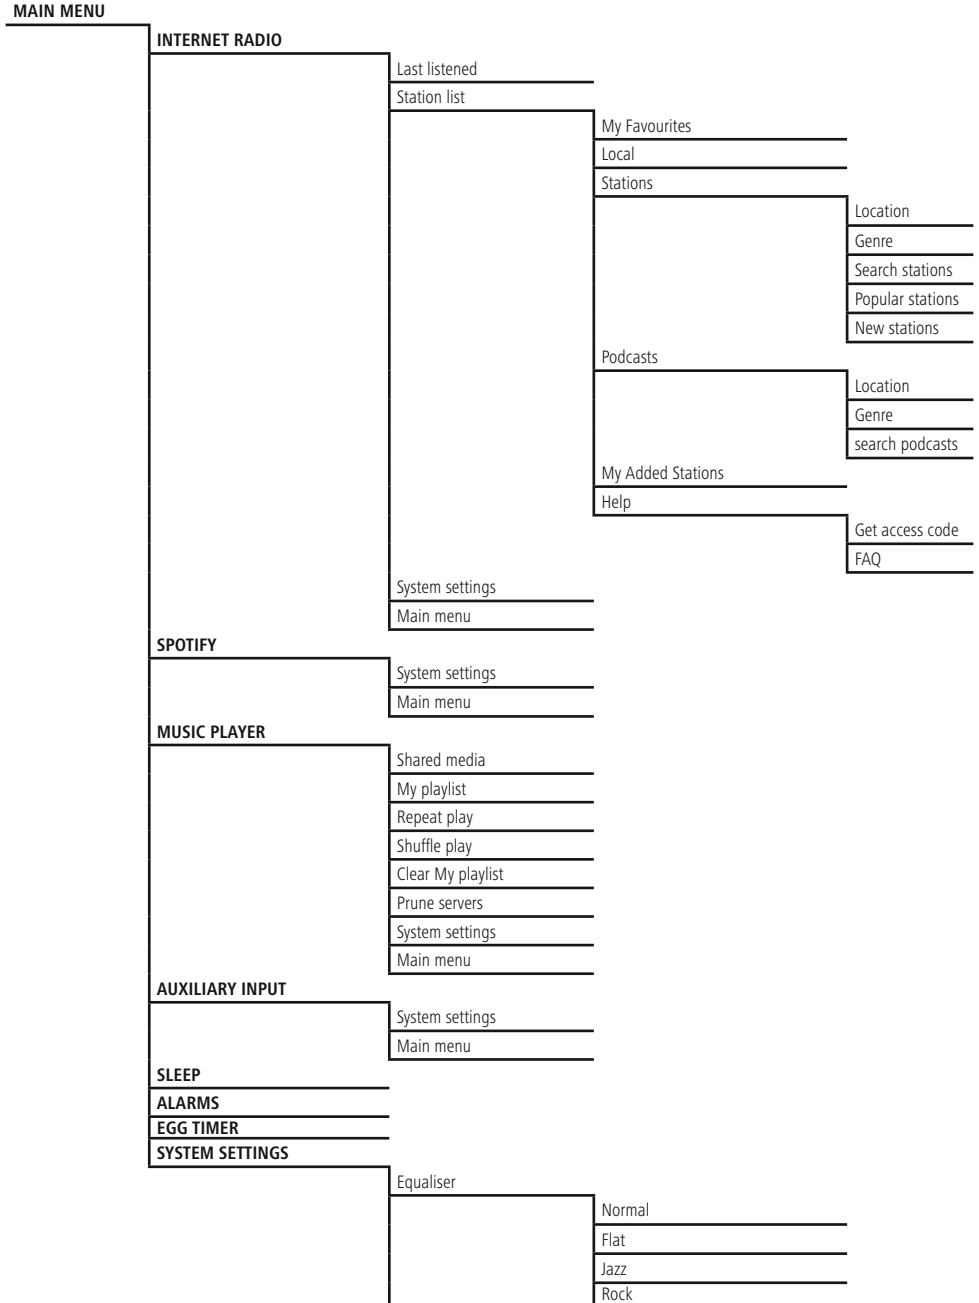 MAIN MENU
INTERNET RADIO
Last listened
Station list
My Favourites
Local
Stations
Location
Genre
Search stations
Popular stations
New stations
Podcasts
Location
Genre
search podcasts
My Added Stations
Help
Get access code
FAQ
System settings
Main menu
SPOTIFY
System settings
Main menu
MUSIC PLAYER
Shared media
My playlist
Repeat play
Shuffle play
Clear My playlist
Prune servers
System settings
Main menu
AUXILIARY INPUT
System settings
Main menu
SLEEP
ALARMS
EGG TIMER
SYSTEM SETTINGS
Equaliser
Normal
Flat
Jazz
Rock